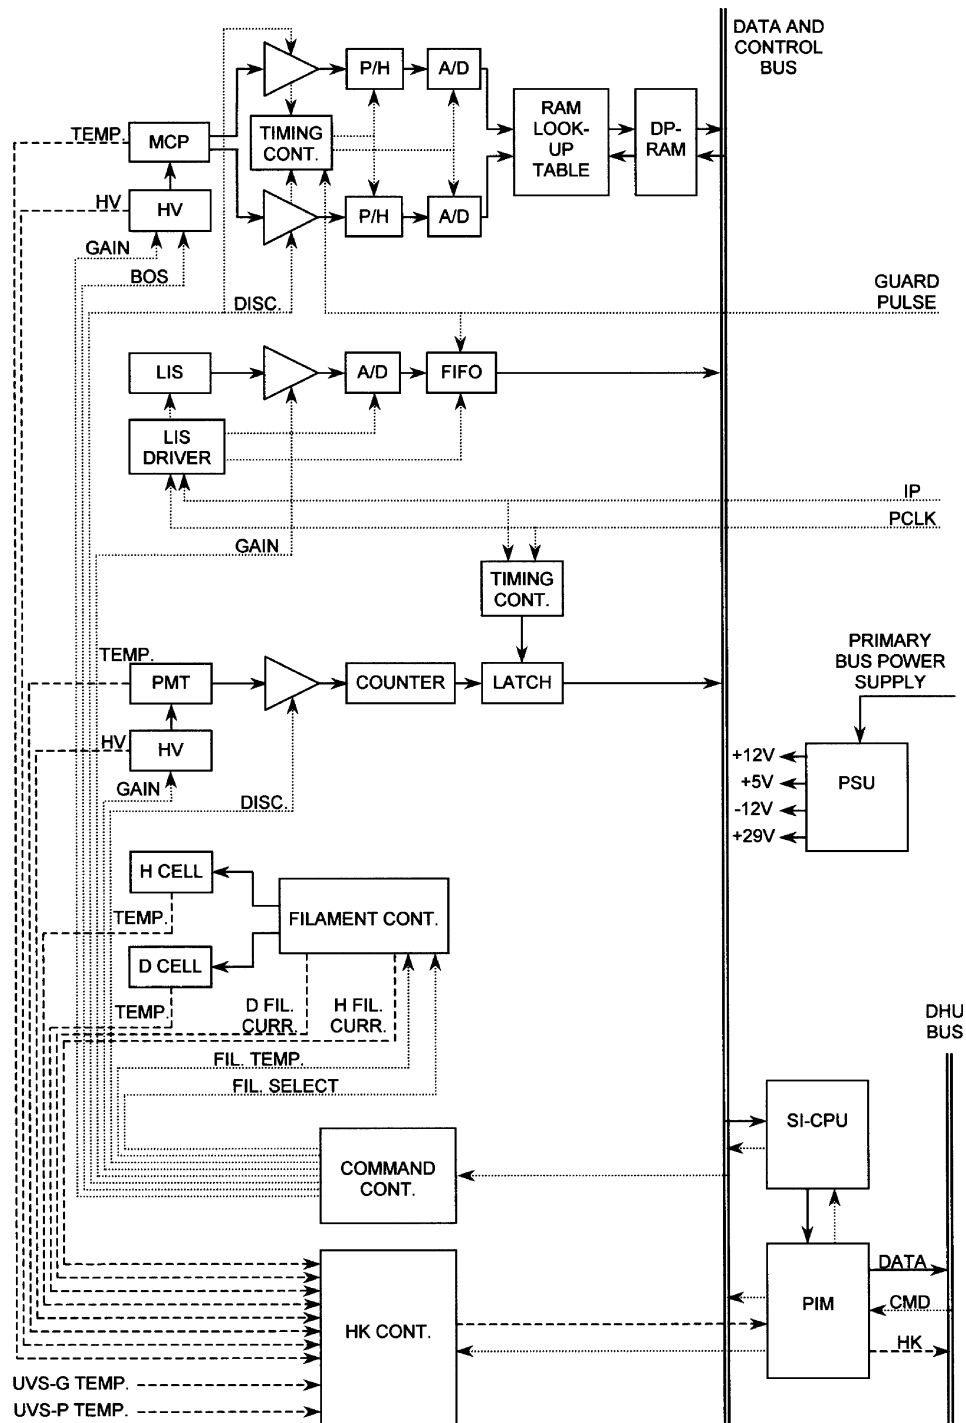 DATA AND
CONTROL
BUS
P/H
A/D
TEMP.
MCP
TIMING
CONT.
RAM
LOOK-
UP
TABLE
DP-
RAM
HV
HV
P/H
A/D
GAIN
BOS
DISC.
GUARD
PULSE
LIS
A/D
FIFO
LIS
DRIVER
IP
PCLK
GAIN
TIMING
CONT.
TEMP.
PMT
COUNTER
LATCH
PRIMARY
BUS POWER
SUPPLY
HV
HV
GAIN
DISC.
+12V
+5V
-12V
+29V
PSU
H CELL
TEMP.
FILAMENT CONT.
D CELL
TEMP.
D FIL.
CURR.
H FIL.
CURR.
FIL. TEMP.
FIL. SELECT
DHU
BUS
SI-CPU
COMMAND
CONT.
DATA
PIM
CMD
HK
HK CONT.
UVS-G TEMP.
UVS-P TEMP.